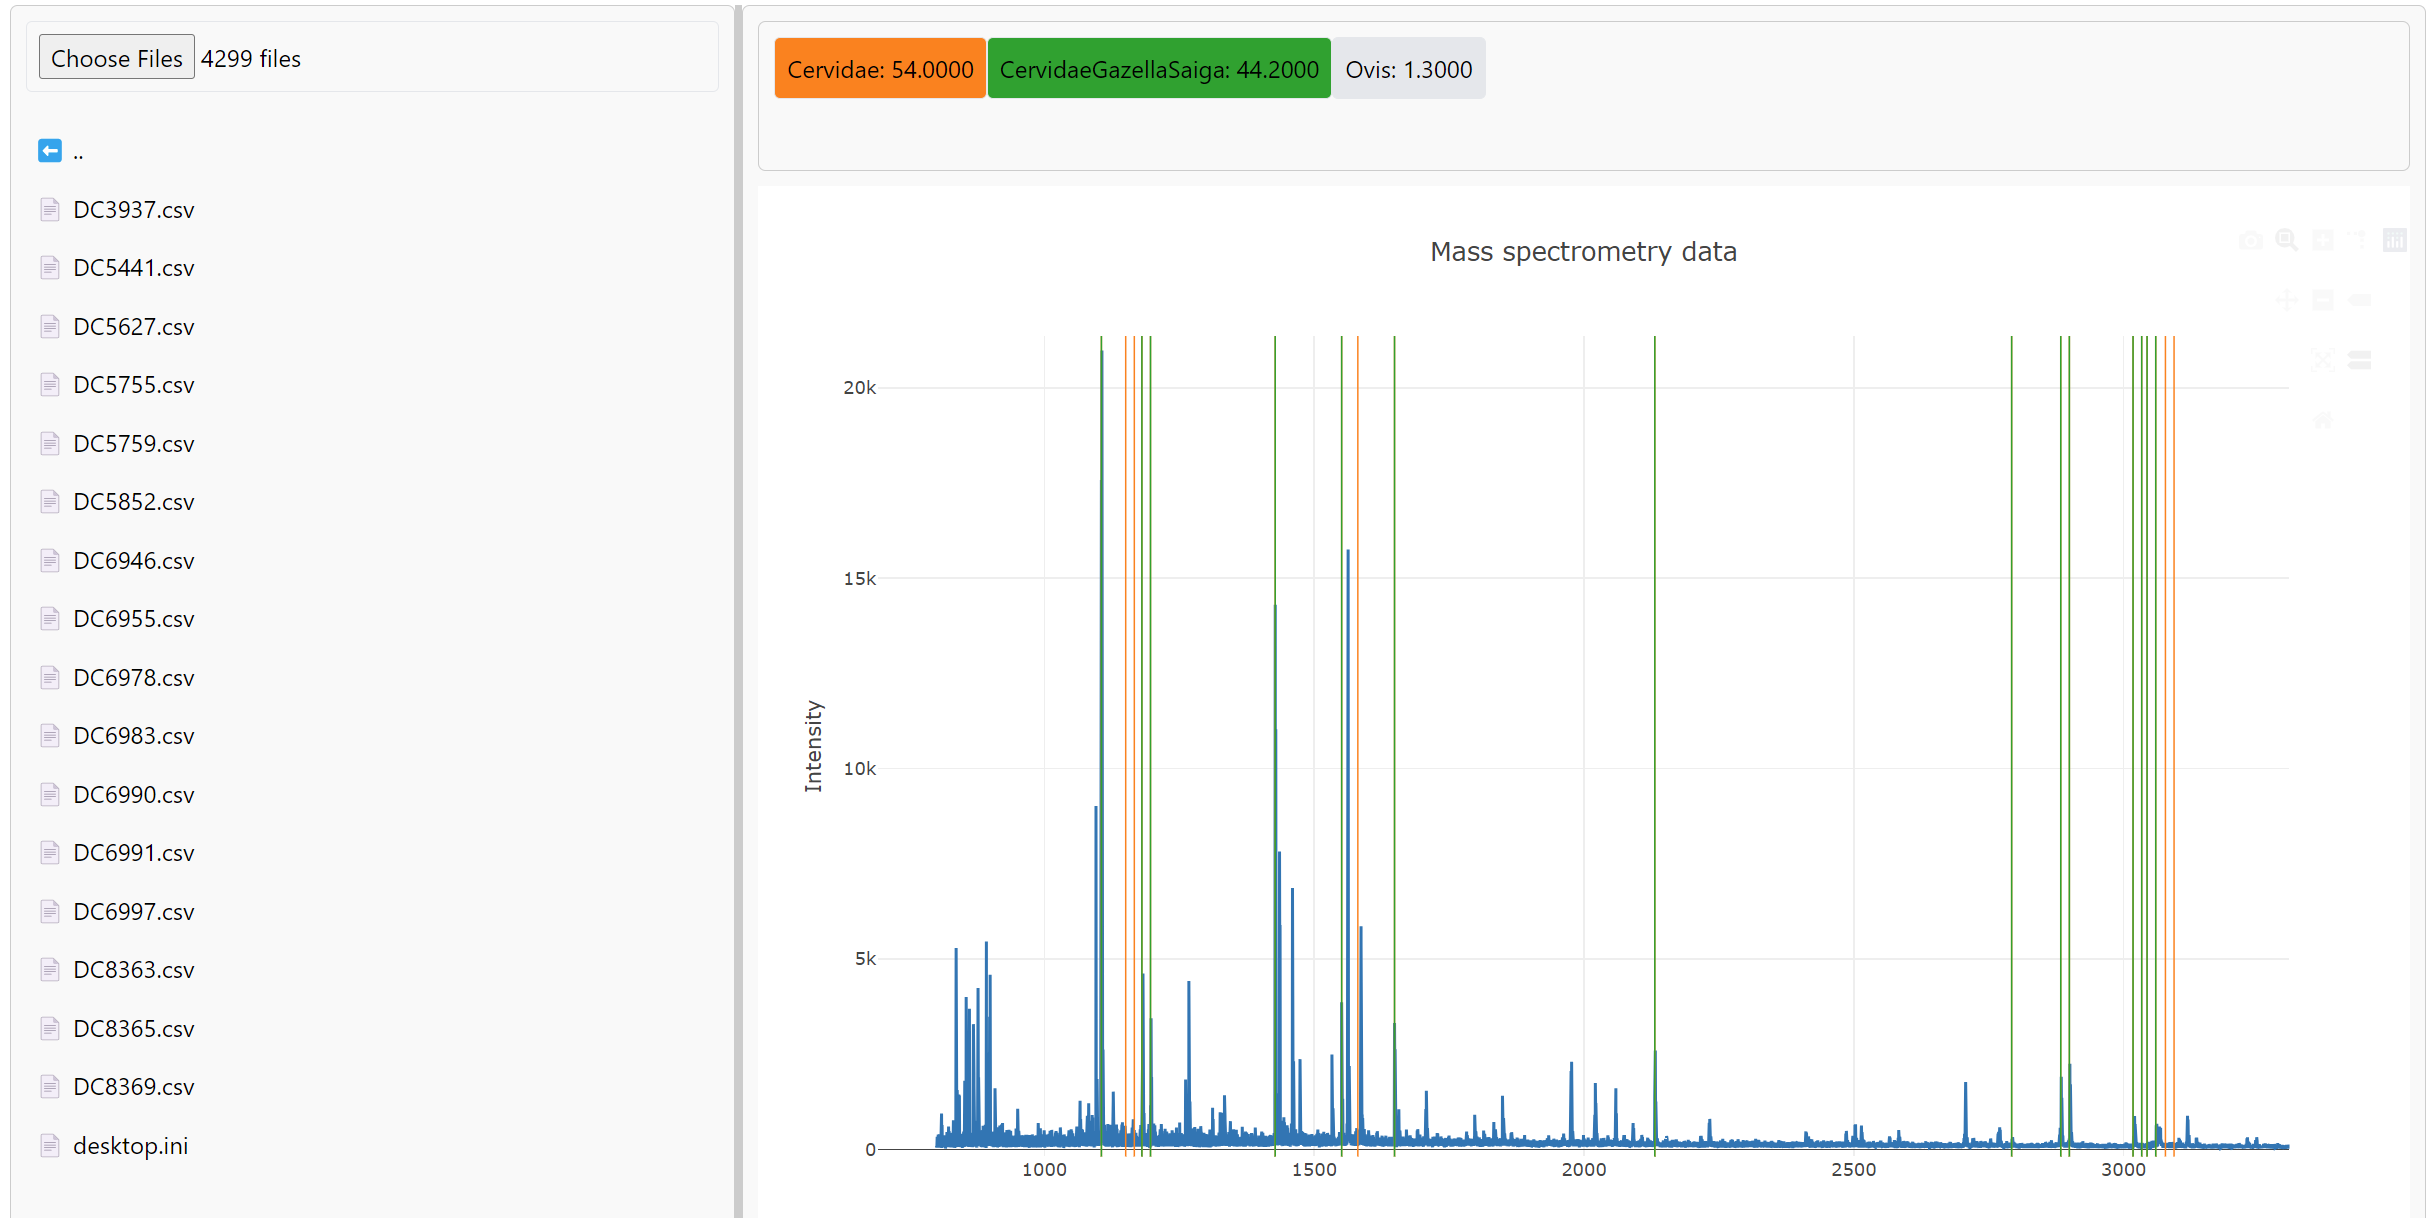 Choose Files 4299 files
..
DC3937.csv
DC5441.csv
DC5627.csv
DC5755.csv
DC5759.csv
DC5852.csv
DC6946.csv
DC6955.csv
DC6978.csv
DC6983.csv
DC6990.csv
DC6991.csv
DC6997.csv
DC8363.csv
DC8365.csv
DC8369.csv
desktop.ini
Cervidae: 54.0000 CervidaeGazellaSaiga: 44.2000 Ovis: 1.3000
Mass spectrometry data
Intensity
20k
15k
10k
5k
0
1000 1500 2000 2500 3000